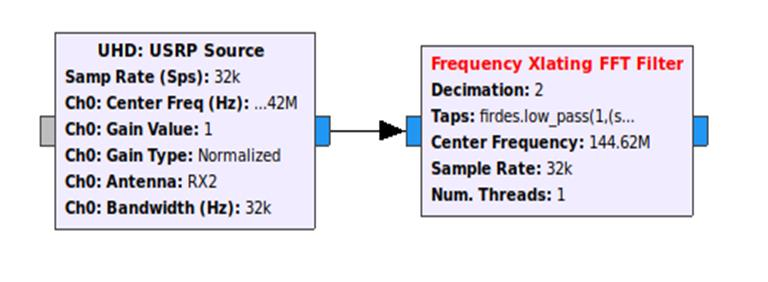 UHD: USRP Source
Samp Rate (Sps): 32k
Ch0: Center Freq (Hz): ...42M
Ch0: Gain Value: 1
Ch0: Gain Type: Normalized
Ch0: Antenna: RX2
Ch0: Bandwidth (Hz): 32k
Frequency Xlating FFT Filter
Decimation: 2
Taps: firdes.low_pass(1,(s...
Center Frequency: 144.62M
Sample Rate: 32k
Num. Threads: 1